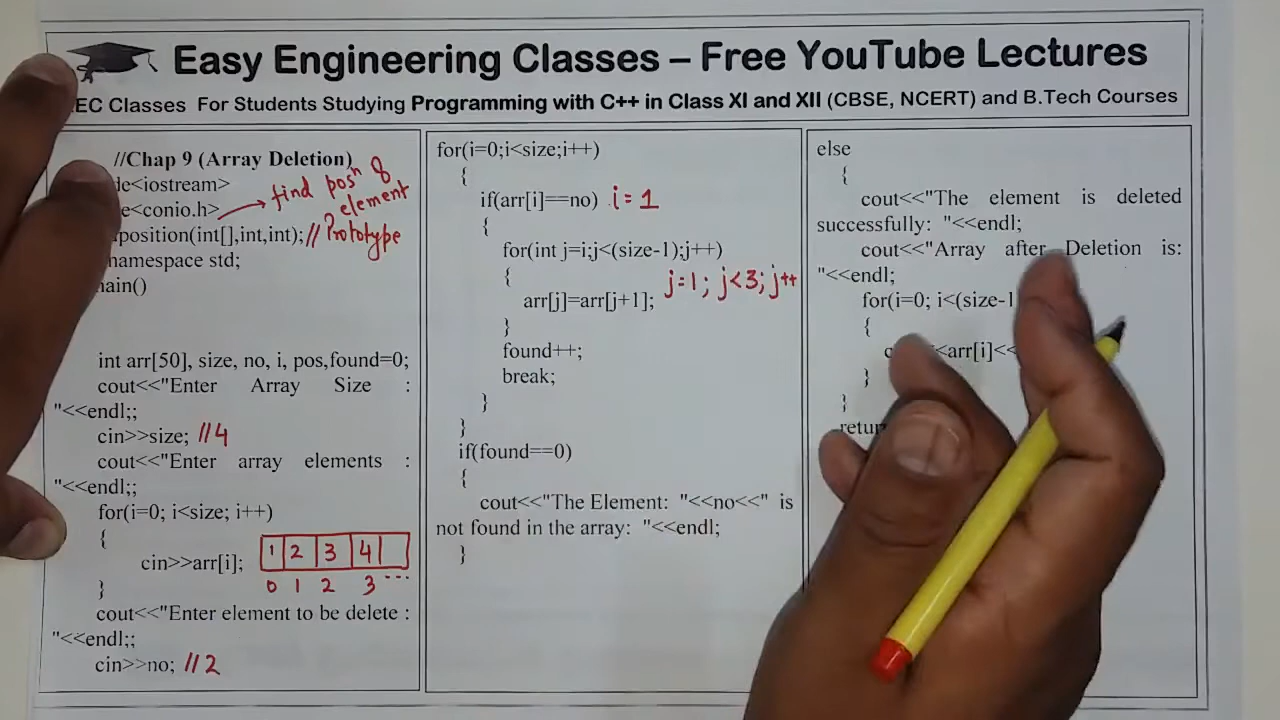 Easy Engineering Classes – Free YouTube Lectures
EC Classes For Students Studying Programming with C++ in Class XI and XII (CBSE, NCERT) and B.Tech Courses
//Chap 9 (Array Deletion)
de<iostream>
e<conio.h>
find posn of
element
position(int[],int,int); // Prototype
namespace std;
main()
int arr[50], size, no, i, pos,found=0;
cout<<"Enter Array Size :
"<<endl;;
cin>>size; //4
cout<<"Enter array elements :
"<<endl;;
for(i=0; i<size; i++)
{
cin>>arr[i]; 1 2 3 4
0 1 2 3 ...
}
cout<<"Enter element to be delete :
"<<endl;;
cin>>no; //2
for(i=0;i<size;i++)
{
if(arr[i]==no) i=1
{
for(int j=i;j<(size-1);j++)
{ j=1; j<3; j++
arr[j]=arr[j+1];
}
found++;
break;
}
}
if(found==0)
{
cout<<"The Element: "<<no<<" is
not found in the array: "<<endl;
}
else
{
cout<<"The element is deleted
successfully: "<<endl;
cout<<"Array after Deletion is:
"<<endl;
for(i=0; i<(size-1
{
<<arr[i]<<
}
}